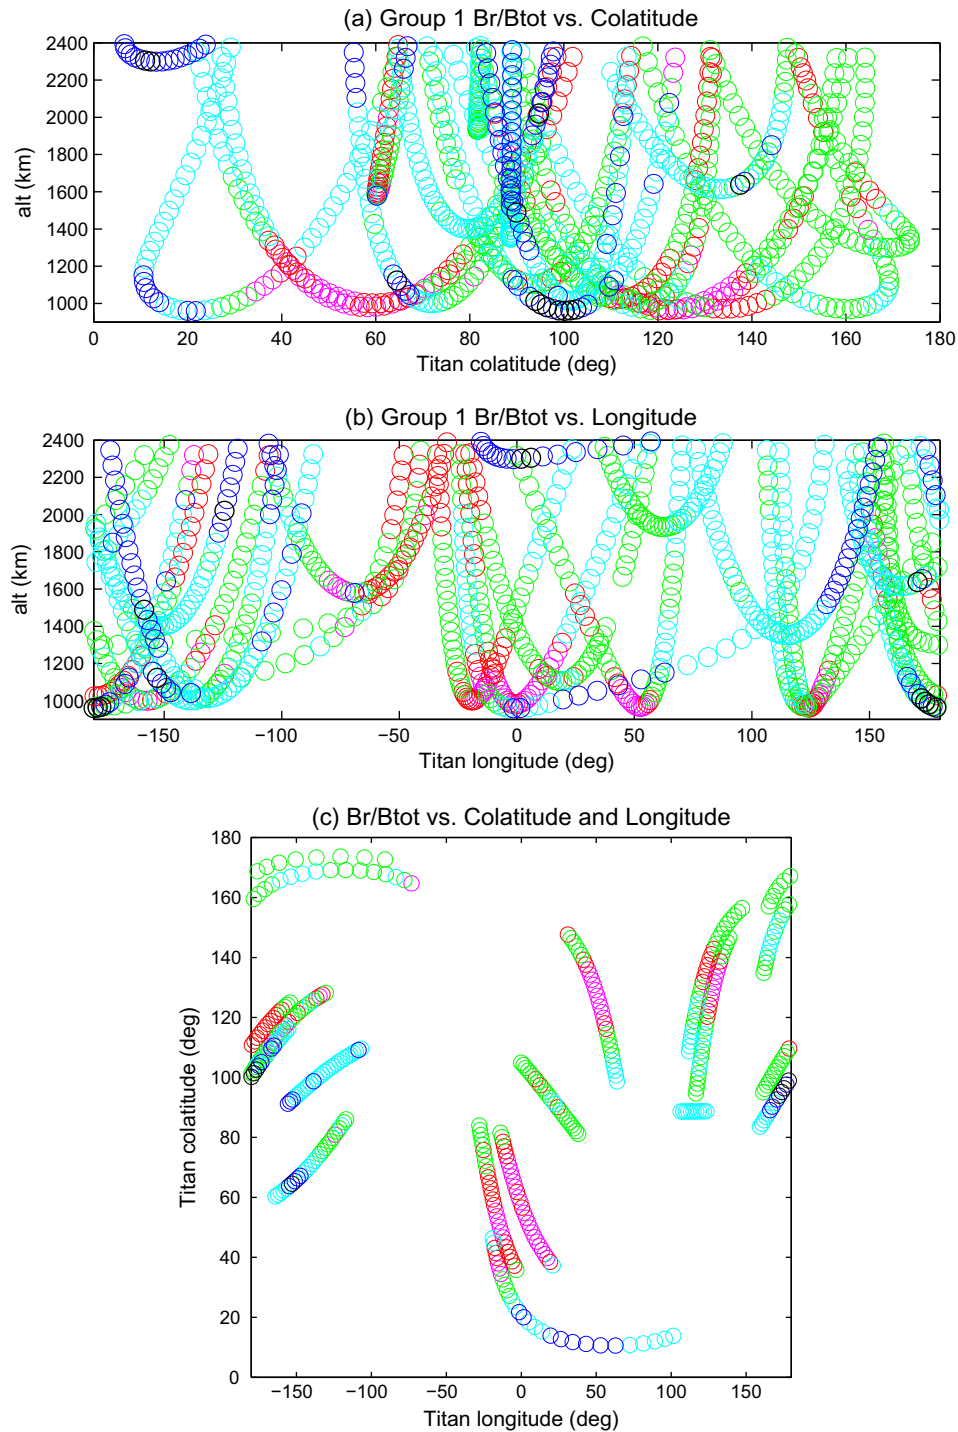 (a) Group 1 Br/Btot vs. Colatitude
2400
2200
2000
1800
1600
1400
1200
1000
alt (km)
0 20 40 60 80 100 120 140 160 180
Titan colatitude (deg)
(b) Group 1 Br/Btot vs. Longitude
2400
2200
2000
1800
1600
1400
1200
1000
alt (km)
−150 −100 −50 0 50 100 150
Titan longitude (deg)
(c) Br/Btot vs. Colatitude and Longitude
180
160
140
120
100
80
60
40
20
0
Titan colatitude (deg)
−150 −100 −50 0 50 100 150
Titan longitude (deg)